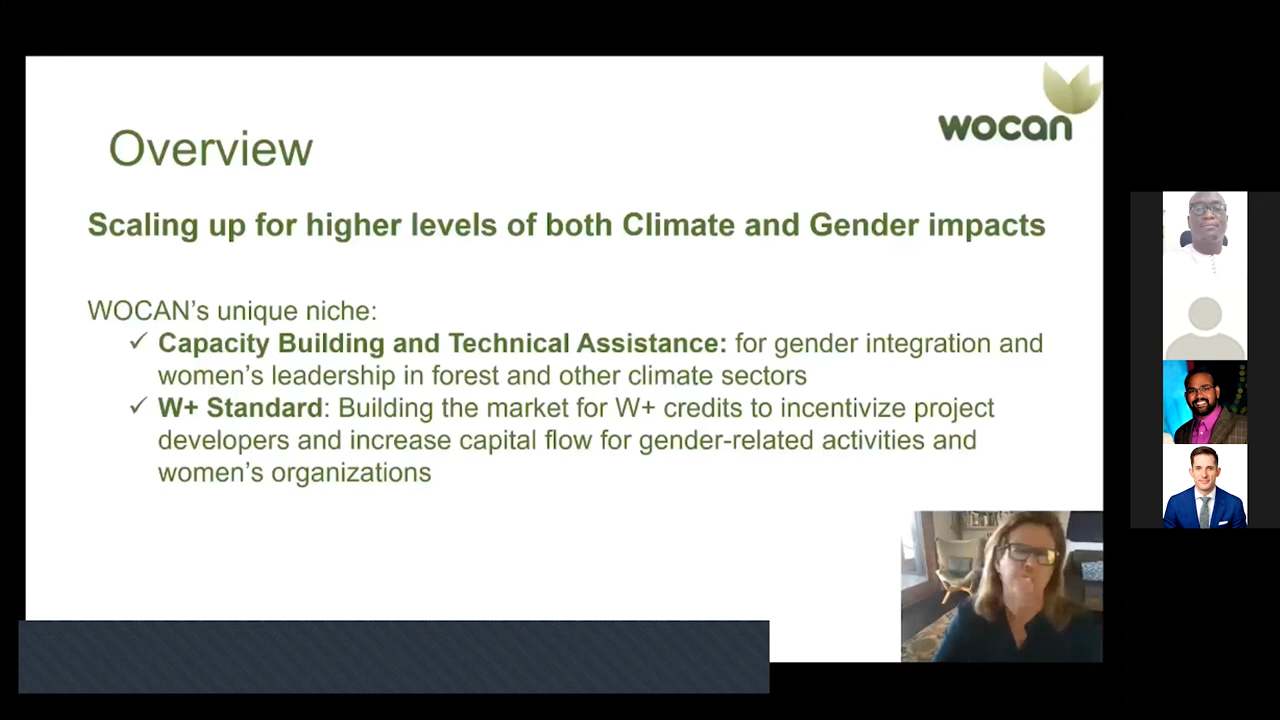 wocan
Overview
Scaling up for higher levels of both Climate and Gender impacts
WOCAN’s unique niche:
✓ Capacity Building and Technical Assistance: for gender integration and
women’s leadership in forest and other climate sectors
✓ W+ Standard: Building the market for W+ credits to incentivize project
developers and increase capital flow for gender-related activities and
women’s organizations